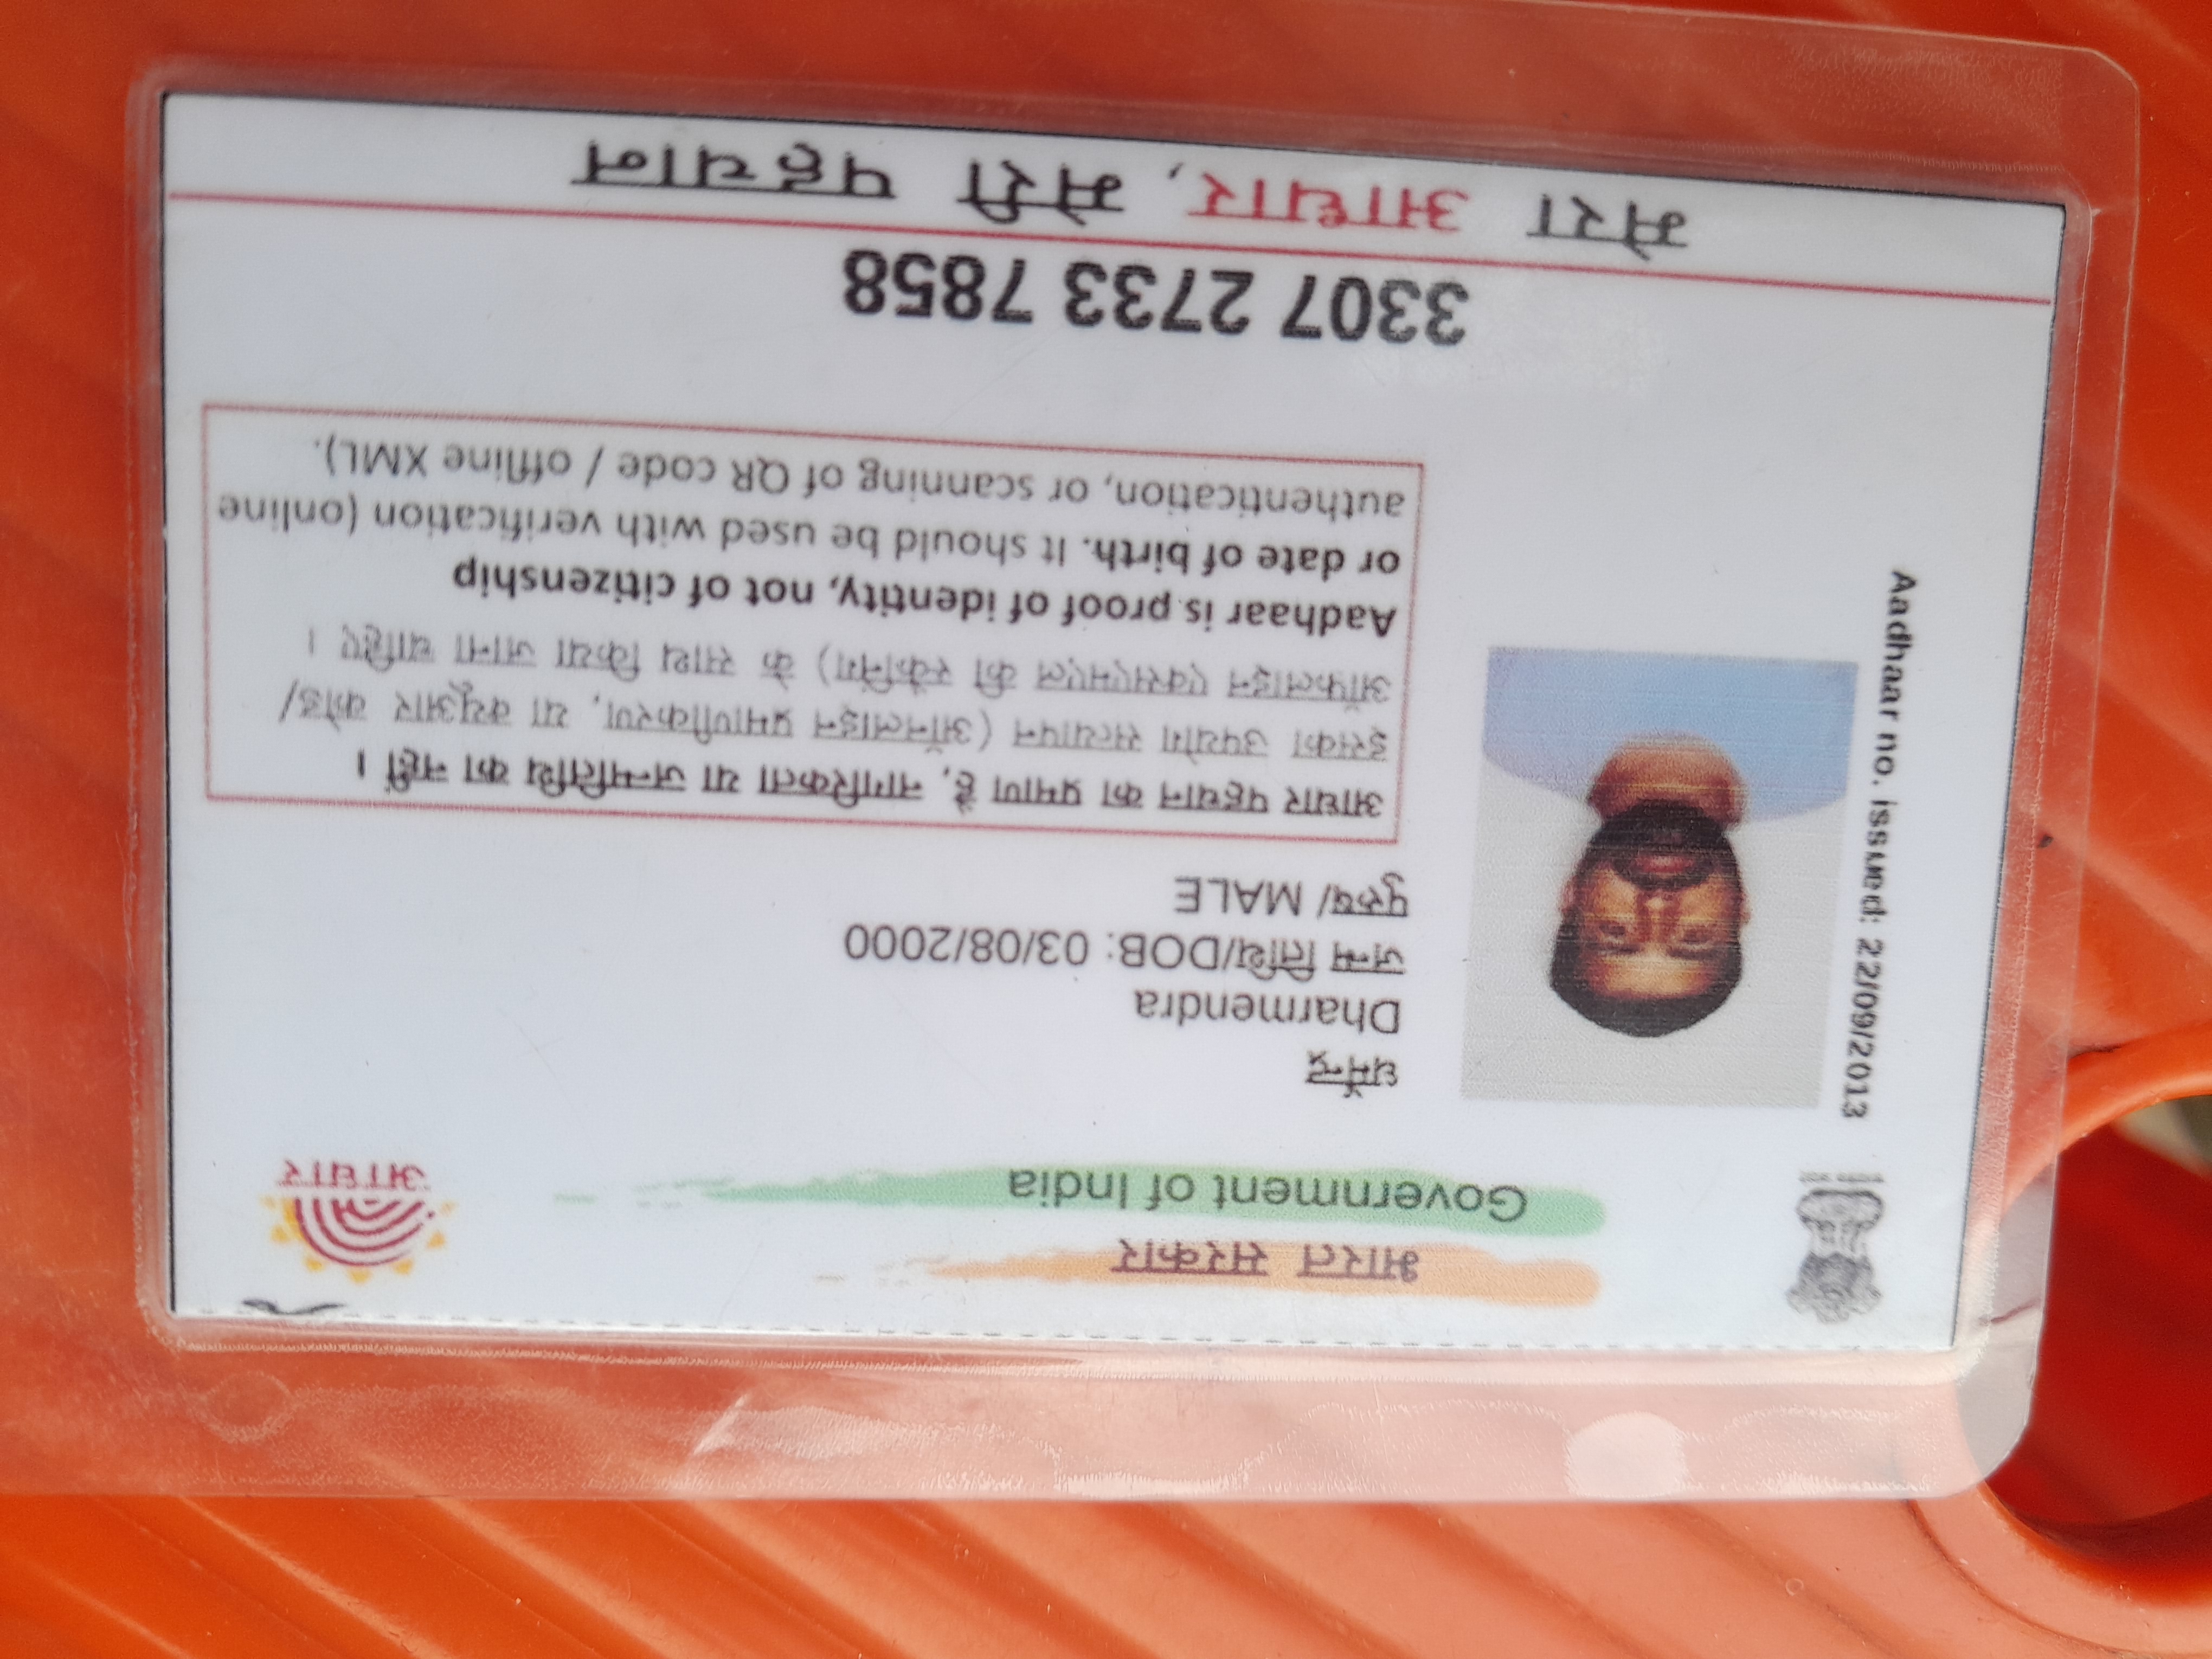 भारत सरकार
Government of India
आधार
धर्मेन्द्र
Dharmendra
जन्म तिथि/DOB: 03/08/2000
पुरुष/ MALE
आधार पहचान का प्रमाण है, नागरिकता या जन्मतिथि का नहीं ।
इसका उपयोग सत्यापन (ऑनलाइन प्रमाणीकरण, या क्यूआर कोड/
ऑफलाइन एक्सएमएल की स्कैनिंग) के साथ किया जाना चाहिए ।
Aadhaar is proof of identity, not of citizenship
or date of birth. It should be used with verification (online
authentication, or scanning of QR code / offline XML).
Aadhaar no. issued: 22/09/2013
3307 2733 7858
मेरा आधार, मेरी पहचान